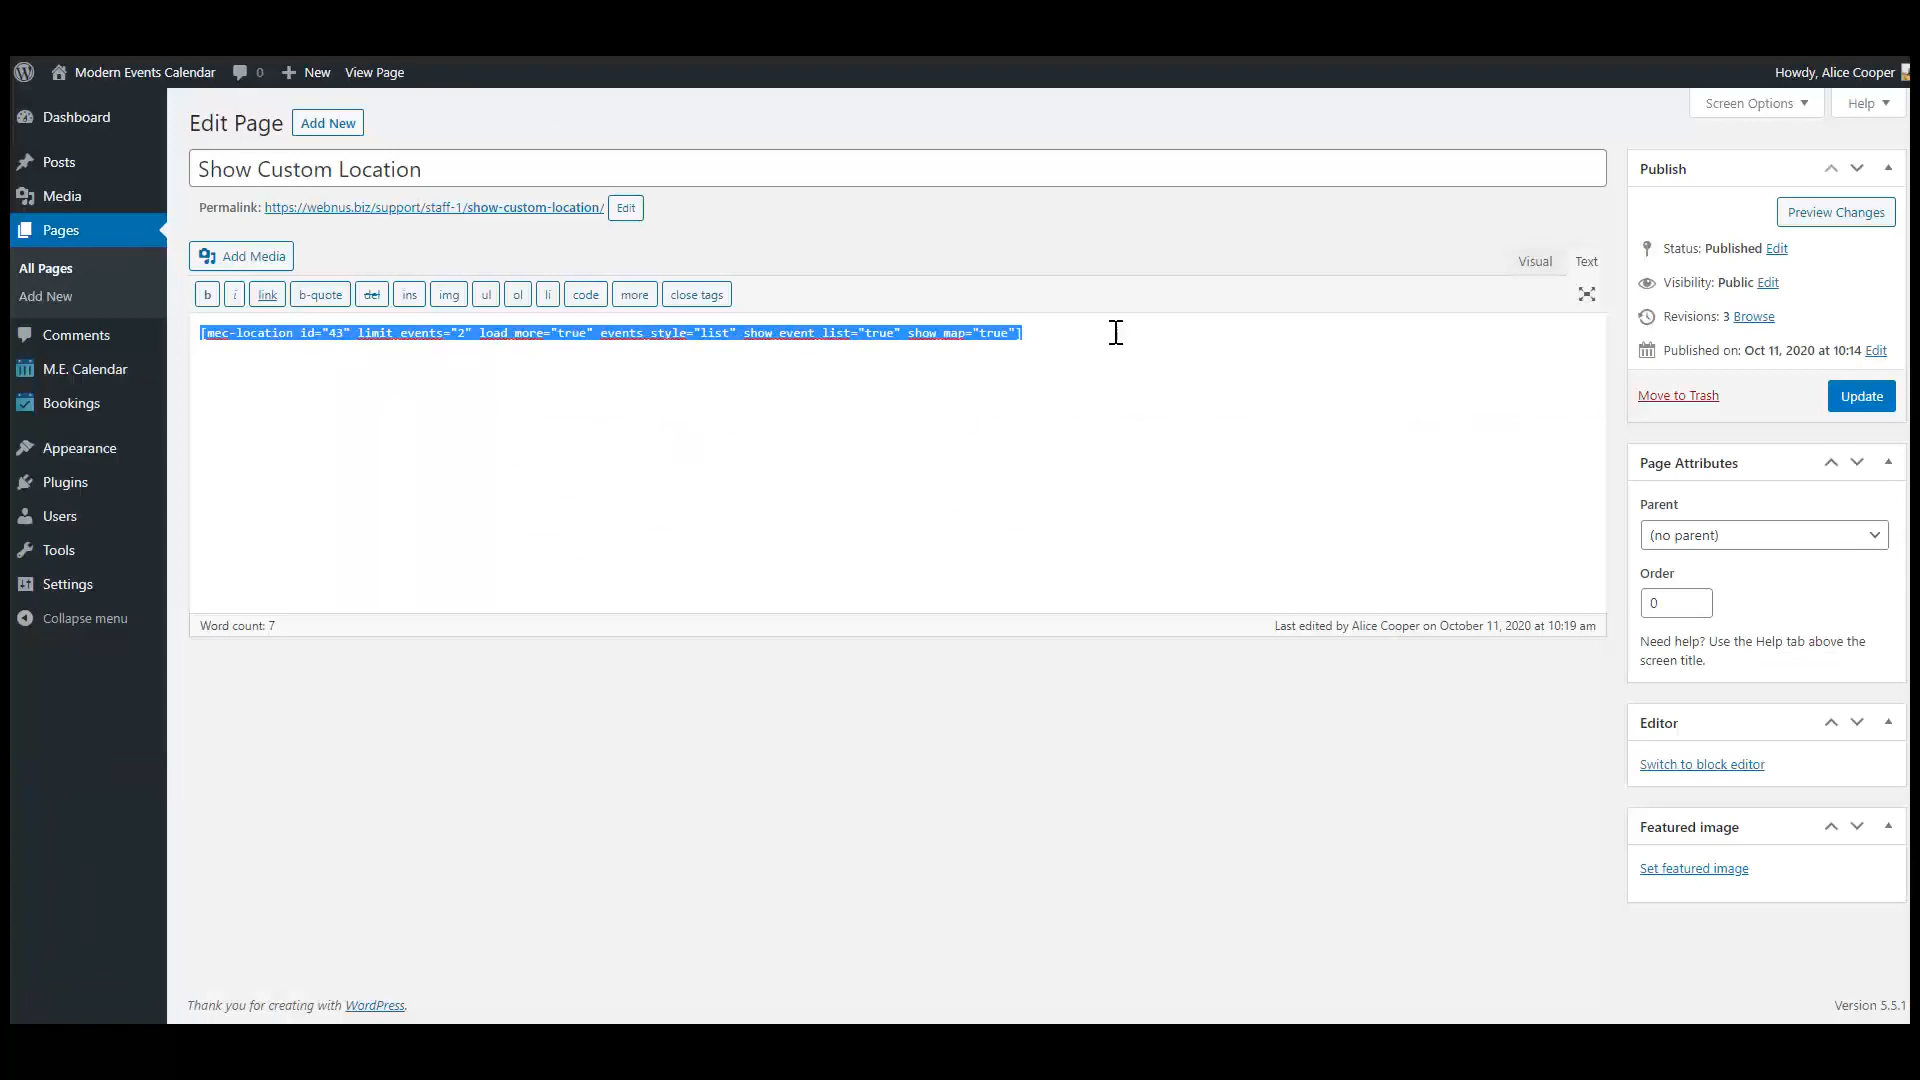 Modern Events Calendar 0 New View Page Howdy, Alice Cooper
Screen Options Help
Dashboard
Posts
Media
Pages
All Pages
Add New
Comments
M.E. Calendar
Bookings
Appearance
Plugins
Users
Tools
Settings
Collapse menu
Edit Page Add New
Show Custom Location
Permalink: https://webnus.biz/support/staff-1/show-custom-location/ Edit
Add Media
Visual Text
b i link b-quote del ins img ul ol li code more close tags
[mec-location id="43" limit_events="2" load_more="true" events_style="list" show_event_list="true" show_map="true"]
Word count: 7
Last edited by Alice Cooper on October 11, 2020 at 10:19 am
Publish
Preview Changes
Status: Published Edit
Visibility: Public Edit
Revisions: 3 Browse
Published on: Oct 11, 2020 at 10:14 Edit
Move to Trash Update
Page Attributes
Parent
(no parent)
Order
0
Need help? Use the Help tab above the
screen title.
Editor
Switch to block editor
Featured image
Set featured image
Thank you for creating with WordPress.
Version 5.5.1